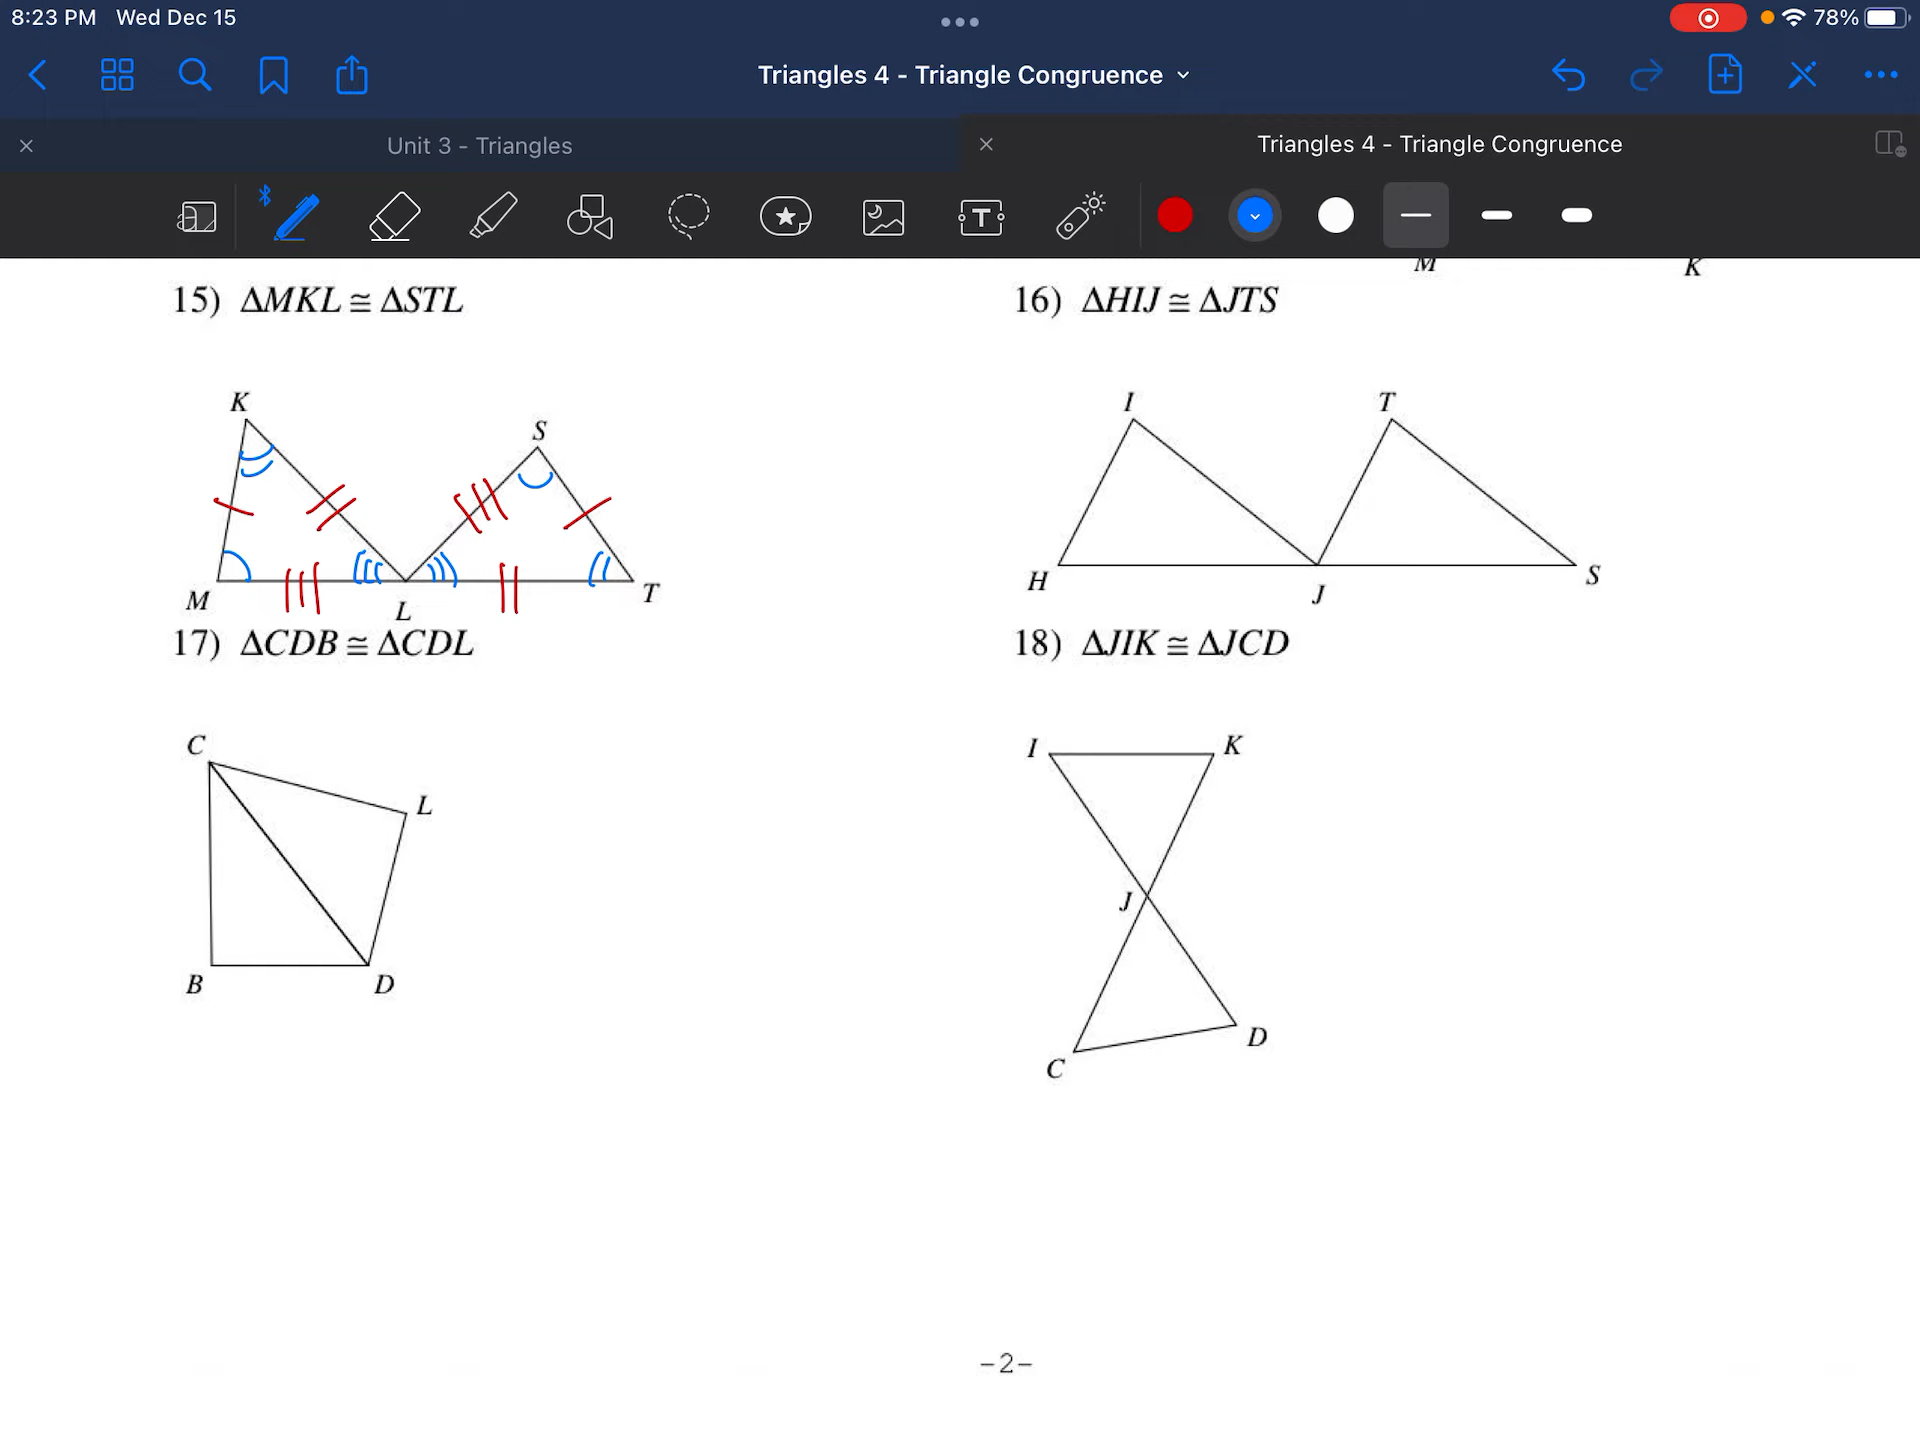 8:23 PM Wed Dec 15
78%
Triangles 4 - Triangle Congruence
Unit 3 - Triangles
Triangles 4 - Triangle Congruence
M K
15) ΔMKL ≅ ΔSTL
16) ΔHIJ ≅ ΔJTS
K
S
M
L
T
I
T
H
J
S
17) ΔCDB ≅ ΔCDL
18) ΔJIK ≅ ΔJCD
C
L
B
D
I
K
J
C
D
-2-